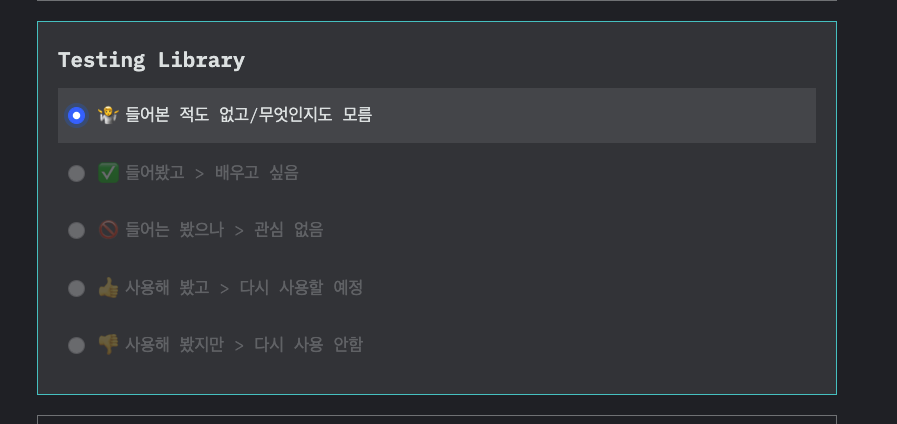 Testing Library
🤷 들어본 적도 없고/무엇인지도 모름
✅ 들어봤고 > 배우고 싶음
🚫 들어는 봤으나 > 관심 없음
👍 사용해 봤고 > 다시 사용할 예정
👎 사용해 봤지만 > 다시 사용 안함